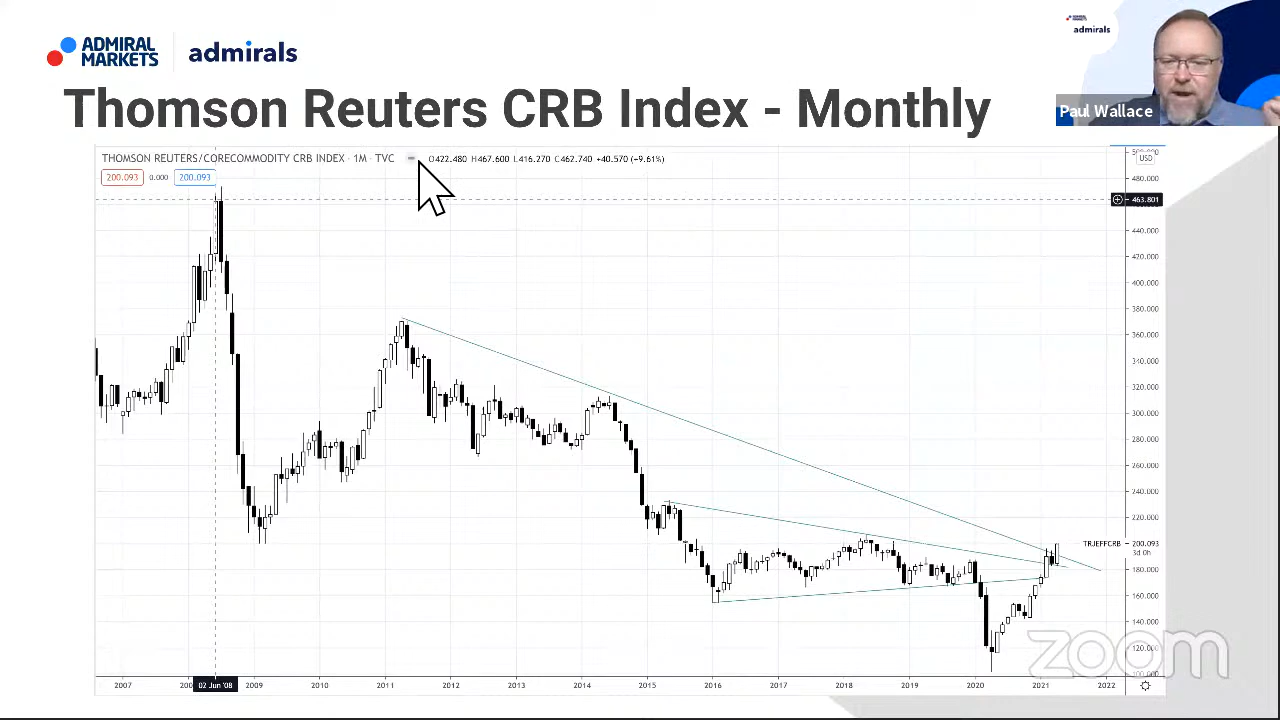 ADMIRAL
MARKETS
admirals
admirals
Thomson Reuters CRB Index - Monthly
Paul Wallace
THOMSON REUTERS/CORECOMMODITY CRB INDEX · 1M · TVC
O422.480 H467.600 L416.270 C462.740 +40.570 (+9.61%)
200.093 0.000 200.093
USD
480.000
463.801
440.000
420.000
400.000
380.000
360.000
340.000
320.000
300.000
280.000
260.000
240.000
220.000
TRJEFFCRB 200.093
3d 0h
180.000
160.000
140.000
120.000
zoom
2007 02 Jun '08 2009 2010 2011 2012 2013 2014 2015 2016 2017 2018 2019 2020 2021 2022